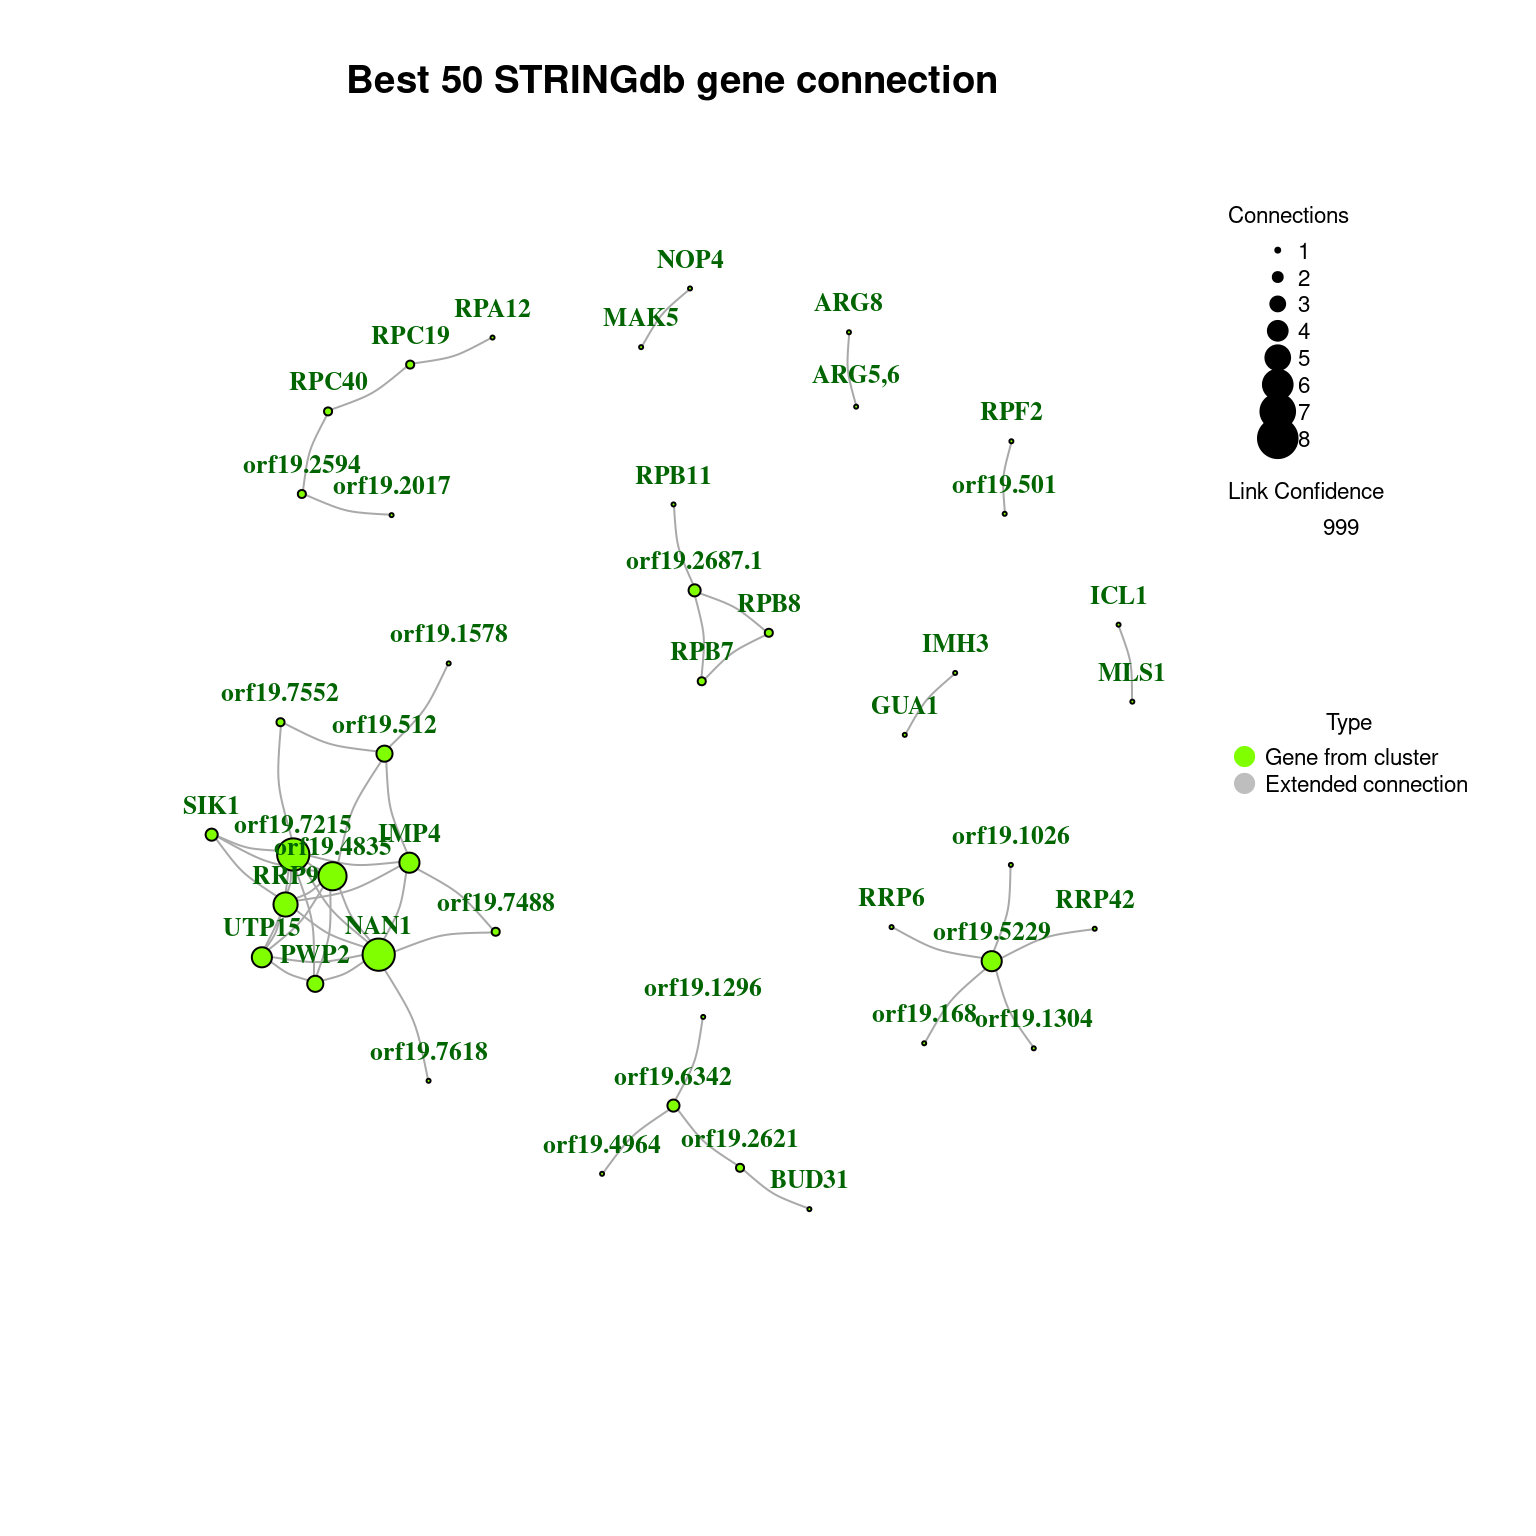 Best 50 STRINGdb gene connection
Connections
1
2
3
4
5
6
7
8
Link Confidence
999
Type
Gene from cluster
Extended connection
NOP4
MAK5
ARG8
ARG5,6
RPA12
RPC19
RPC40
orf19.2594
orf19.2017
RPF2
orf19.501
RPB11
orf19.2687.1
RPB8
RPB7
ICL1
MLS1
IMH3
GUA1
orf19.1578
orf19.7552
orf19.512
SIK1
orf19.7215
IMP4
orf19.4835
RRP9
orf19.7488
UTP15
NAN1
PWP2
orf19.7618
orf19.1026
RRP6
RRP42
orf19.5229
orf19.168
orf19.1304
orf19.1296
orf19.6342
orf19.4964
orf19.2621
BUD31